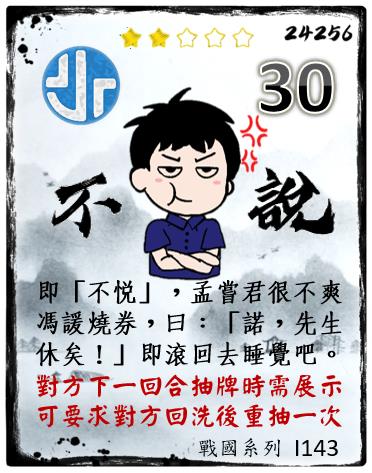 24256
30
不說
即「不悦」，孟嘗君很不爽
馮諼燒券，曰：「諾，先生
休矣！」即滾回去睡覺吧。
對方下一回合抽牌時需展示
可要求對方回洗後重抽一次
戰國系列 I143